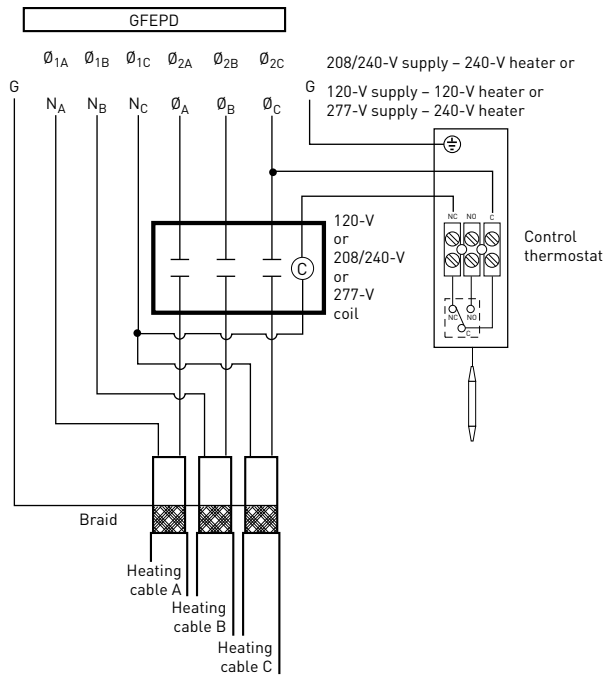 GFEPD
Ø1A Ø1B Ø1C Ø2A Ø2B Ø2C
208/240-V supply – 240-V heater or
G
G
120-V supply – 120-V heater or
NA NB NC ØA ØB ØC
277-V supply – 240-V heater
NC NO C
120-V
or
208/240-V
or
277-V
coil
C
Control
thermostat
NC NO
C
Braid
Heating
cable A
Heating
cable B
Heating
cable C